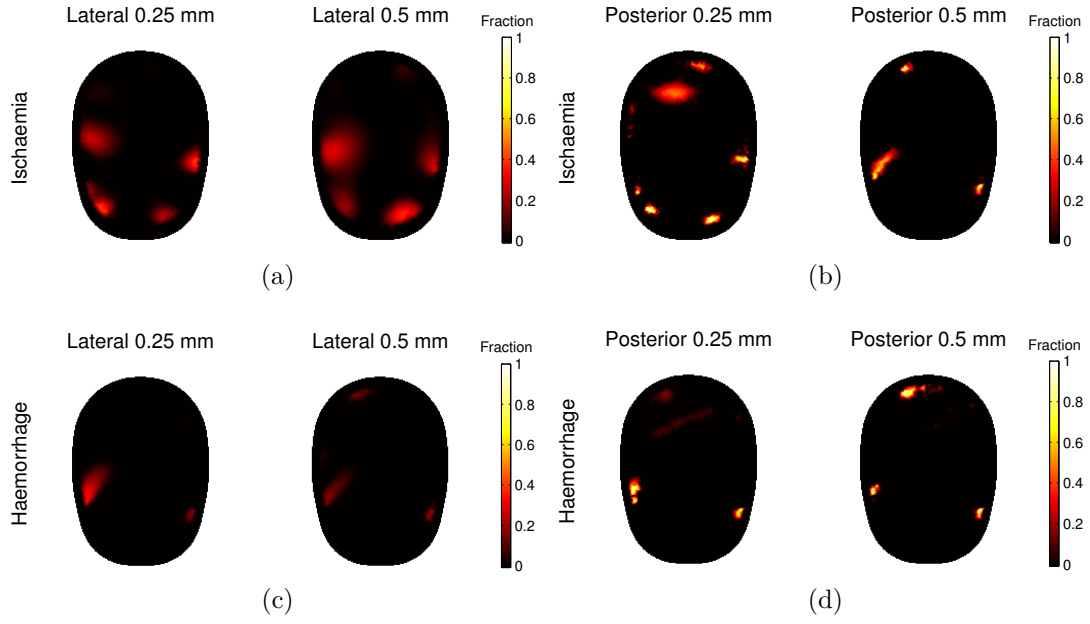 Lateral 0.25 mm
Lateral 0.5 mm
Fraction
Ischaemia
1
0.8
0.6
0.4
0.2
0
(a)
Posterior 0.25 mm
Posterior 0.5 mm
Fraction
Ischaemia
1
0.8
0.6
0.4
0.2
0
(b)
Lateral 0.25 mm
Lateral 0.5 mm
Fraction
Haemorrhage
1
0.8
0.6
0.4
0.2
0
(c)
Posterior 0.25 mm
Posterior 0.5 mm
Fraction
Haemorrhage
1
0.8
0.6
0.4
0.2
0
(d)